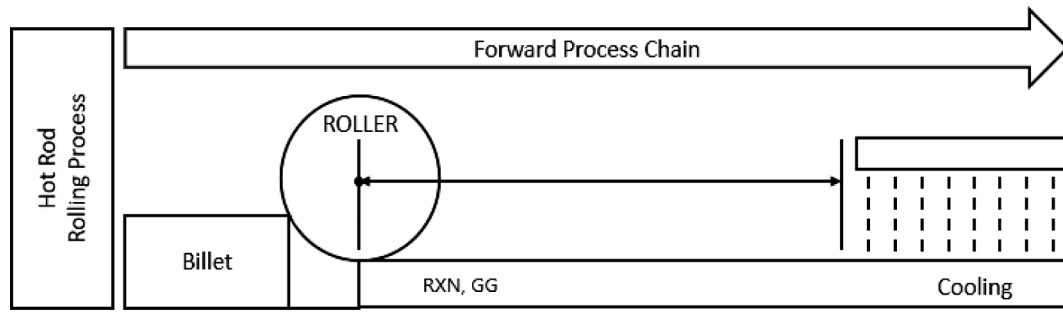 Hot Rod
Rolling Process
Forward Process Chain
ROLLER
Billet
RXN, GG
Cooling